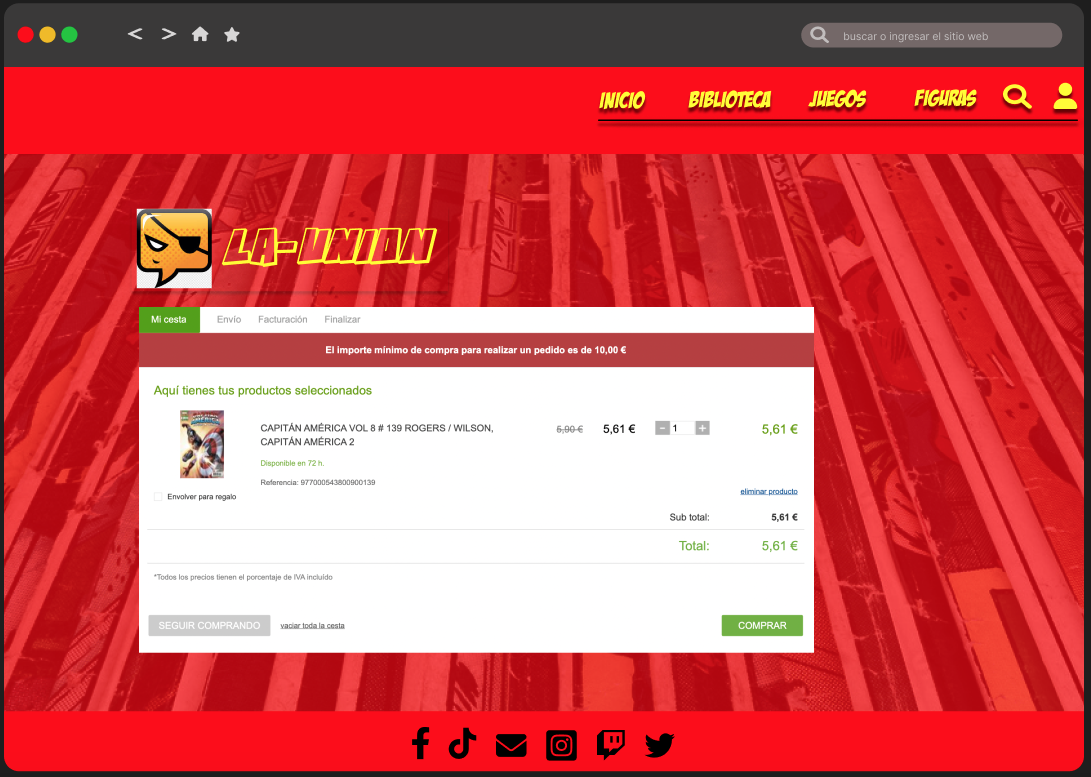 buscar o ingresar el sitio web
INICIO BIBLIOTECA JUEGOS FIGURAS
LA-UNION
Mi cesta Envío Facturación Finalizar
El importe mínimo de compra para realizar un pedido es de 10,00 €
Aquí tienes tus productos seleccionados
CAPITÁN AMÉRICA VOL 8 # 139 ROGERS / WILSON, 5,90 € 5,61 € - 1 + 5,61 €
CAPITÁN AMÉRICA 2
Disponible en 72 h.
Referencia: 977000543800900139
Envolver para regalo eliminar producto
Sub total: 5,61 €
Total: 5,61 €
*Todos los precios tienen el porcentaje de IVA incluído
SEGUIR COMPRANDO vaciar toda la cesta COMPRAR